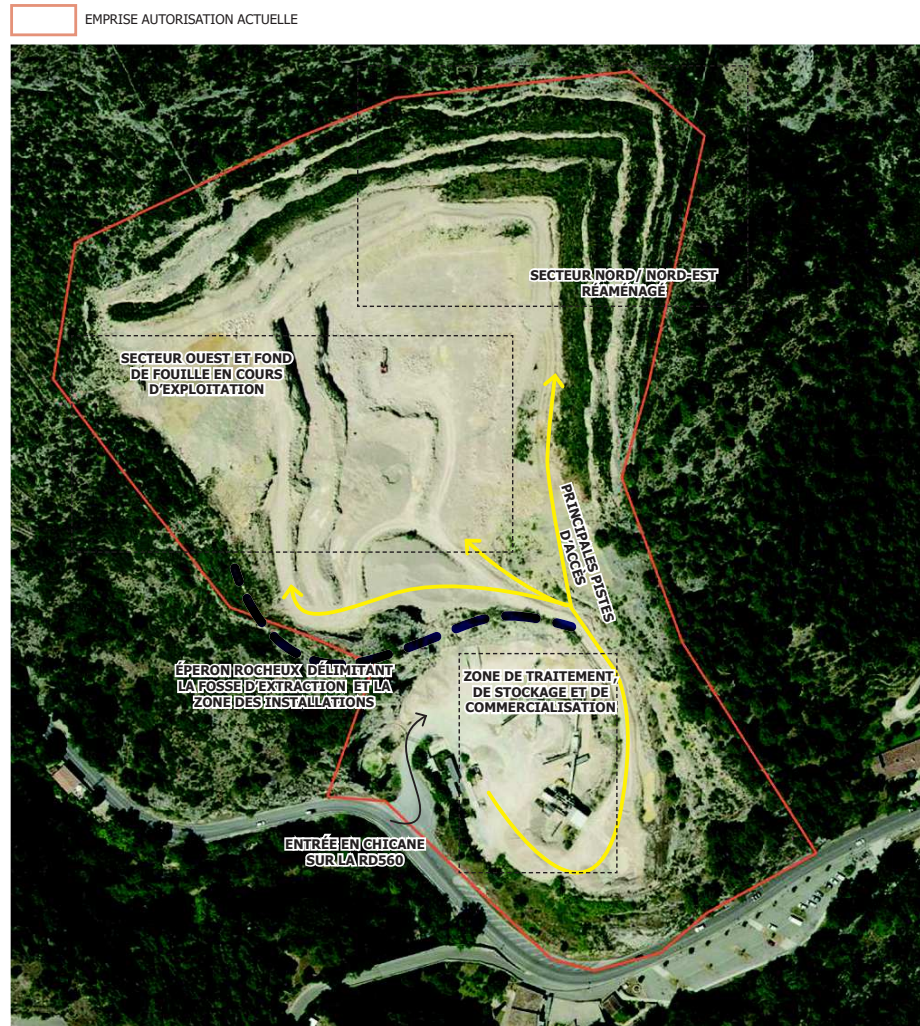 EMPRISE AUTORISATION ACTUELLE
SECTEUR NORD/ NORD-EST
RÉAMÉNAGÉ
SECTEUR OUEST ET FOND
DE FOUILLE EN COURS
D'EXPLOITATION
PRINCIPALES PISTES
D'ACCÈS
ÉPERON ROCHEUX DÉLIMITANT
LA FOSSE D'EXTRACTION ET LA
ZONE DES INSTALLATIONS
ZONE DE TRAITEMENT,
DE STOCKAGE ET DE
COMMERCIALISATION
ENTRÉE EN CHICANE
SUR LA RD560